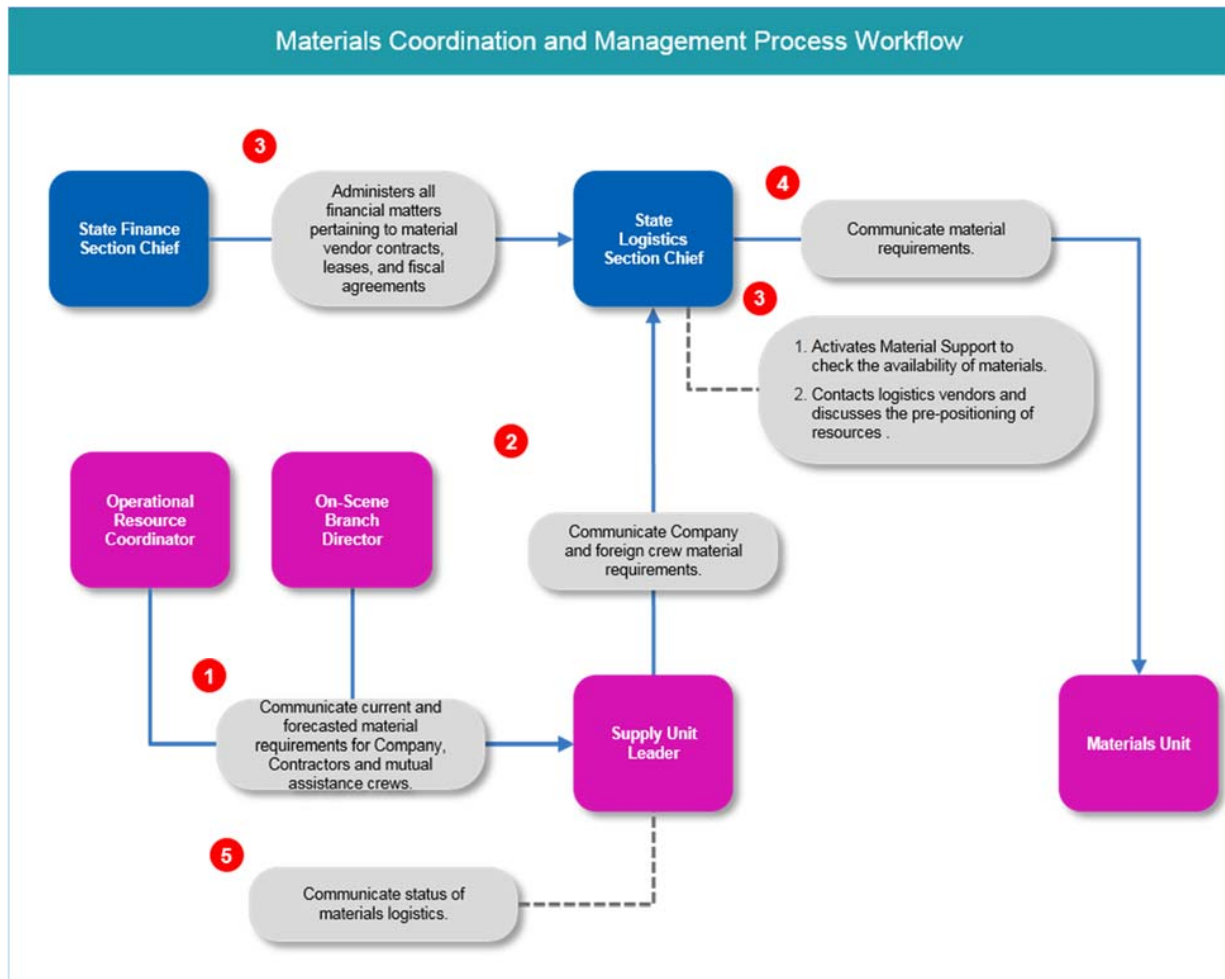 Materials Coordination and Management Process Workflow
3
State Finance
Section Chief
Administers all
financial matters
pertaining to material
vendor contracts,
leases, and fiscal
agreements
State
Logistics
Section Chief
4
Communicate material
requirements.
3
1. Activates Material Support to
check the availability of materials.
2. Contacts logistics vendors and
discusses the pre-positioning of
resources .
2
Operational
Resource
Coordinator
On-Scene
Branch
Director
Communicate Company
and foreign crew material
requirements.
1
Communicate current and
forecasted material
requirements for Company,
Contractors and mutual
assistance crews.
Supply Unit
Leader
Materials Unit
5
Communicate status of
materials logistics.